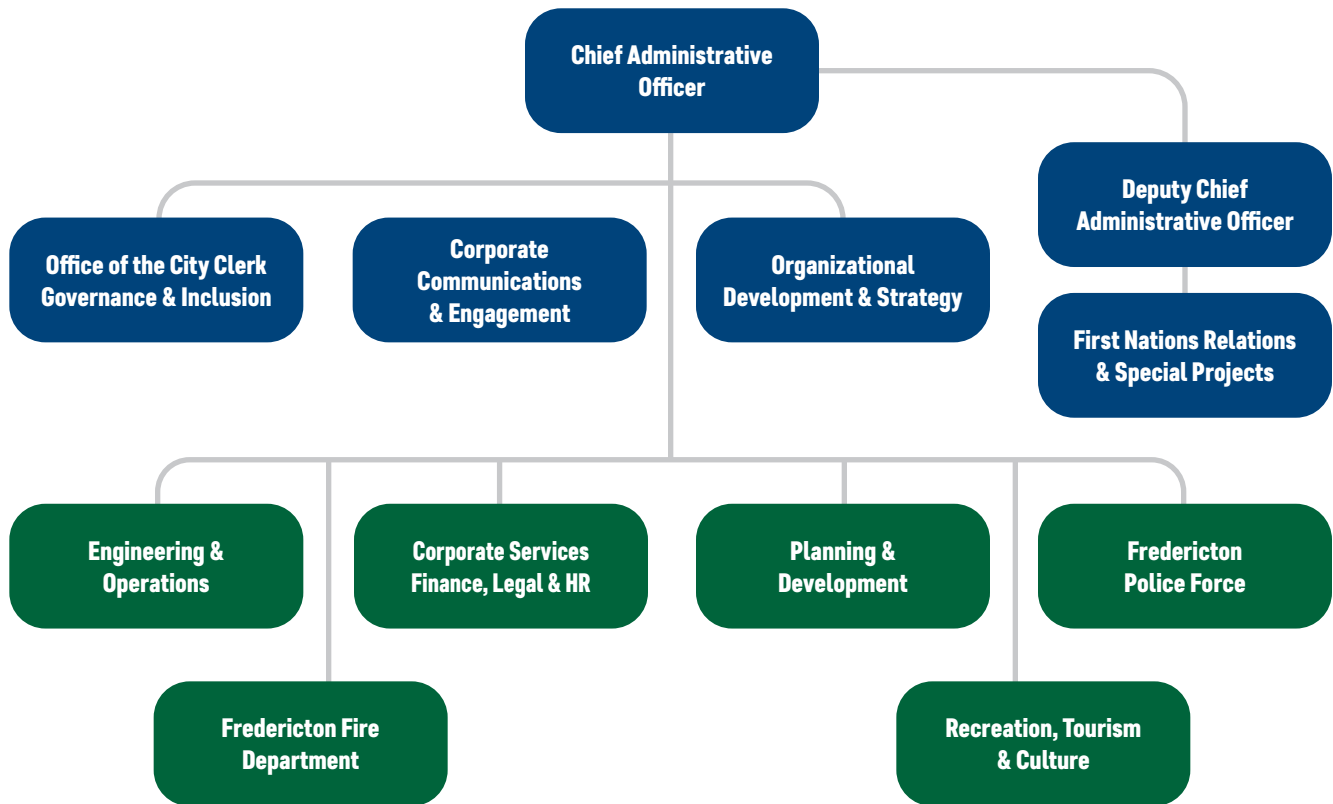 Chief Administrative
Officer
Deputy Chief
Administrative Officer
Office of the City Clerk
Governance & Inclusion
Corporate
Communications
& Engagement
Organizational
Development & Strategy
First Nations Relations
& Special Projects
Engineering &
Operations
Corporate Services
Finance, Legal & HR
Planning &
Development
Fredericton
Police Force
Fredericton Fire
Department
Recreation, Tourism
& Culture